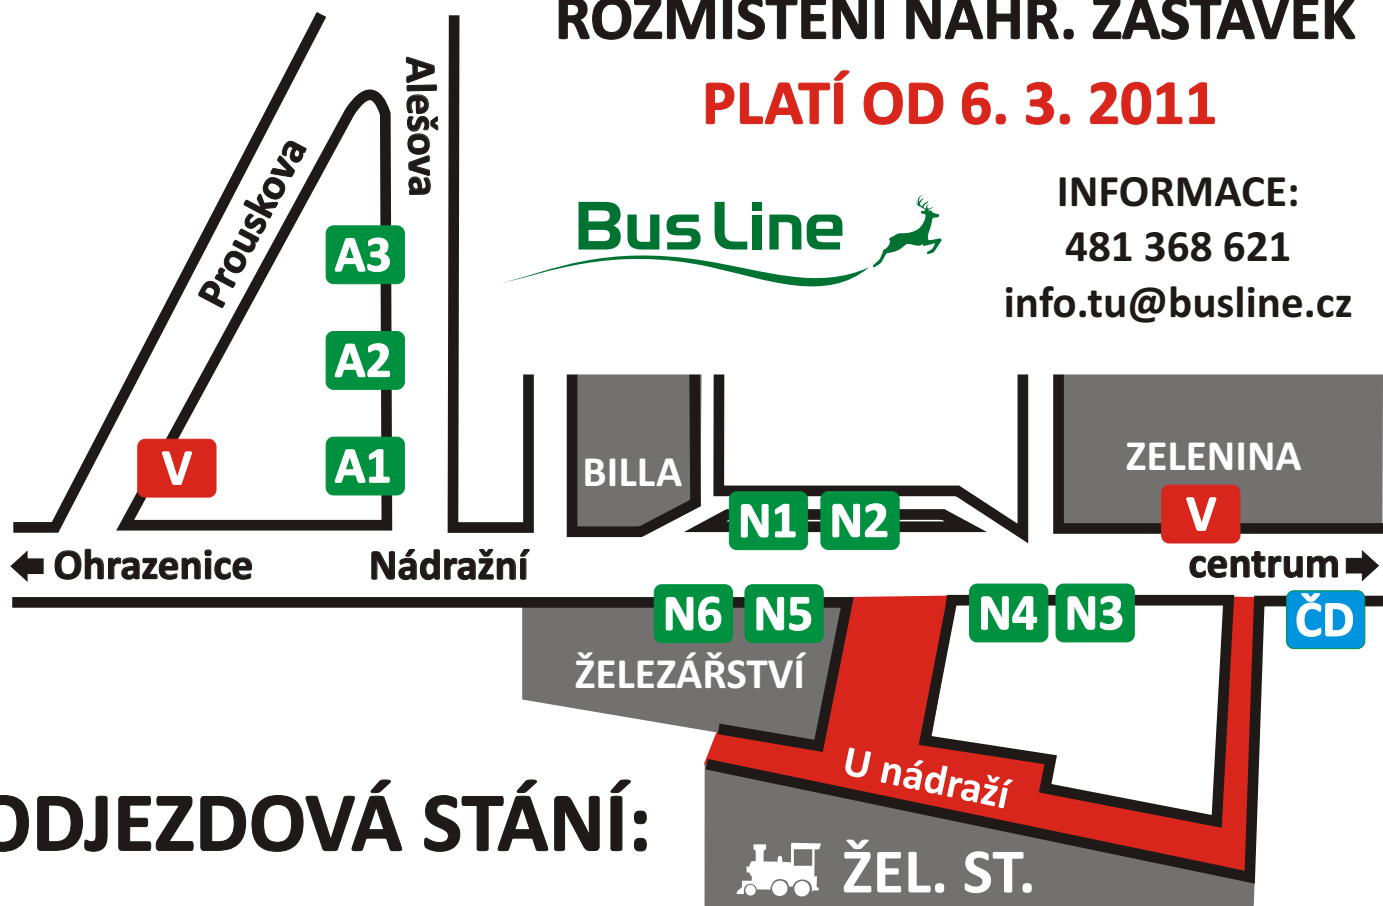 ROZMÍSTĚNÍ NÁHR. ZASTÁVEK
PLATÍ OD 6. 3. 2011
INFORMACE:
481 368 621
info.tu@busline.cz
Bus Line
Alešova
Prouskova
A3
A2
A1
V
BILLA
ZELENINA
V
N1 N2
Ohrazenice
Nádražní
centrum
N6 N5
N4 N3
ČD
ŽELEZÁŘSTVÍ
U nádraží
ODJEZDOVÁ STÁNÍ:
ŽEL. ST.